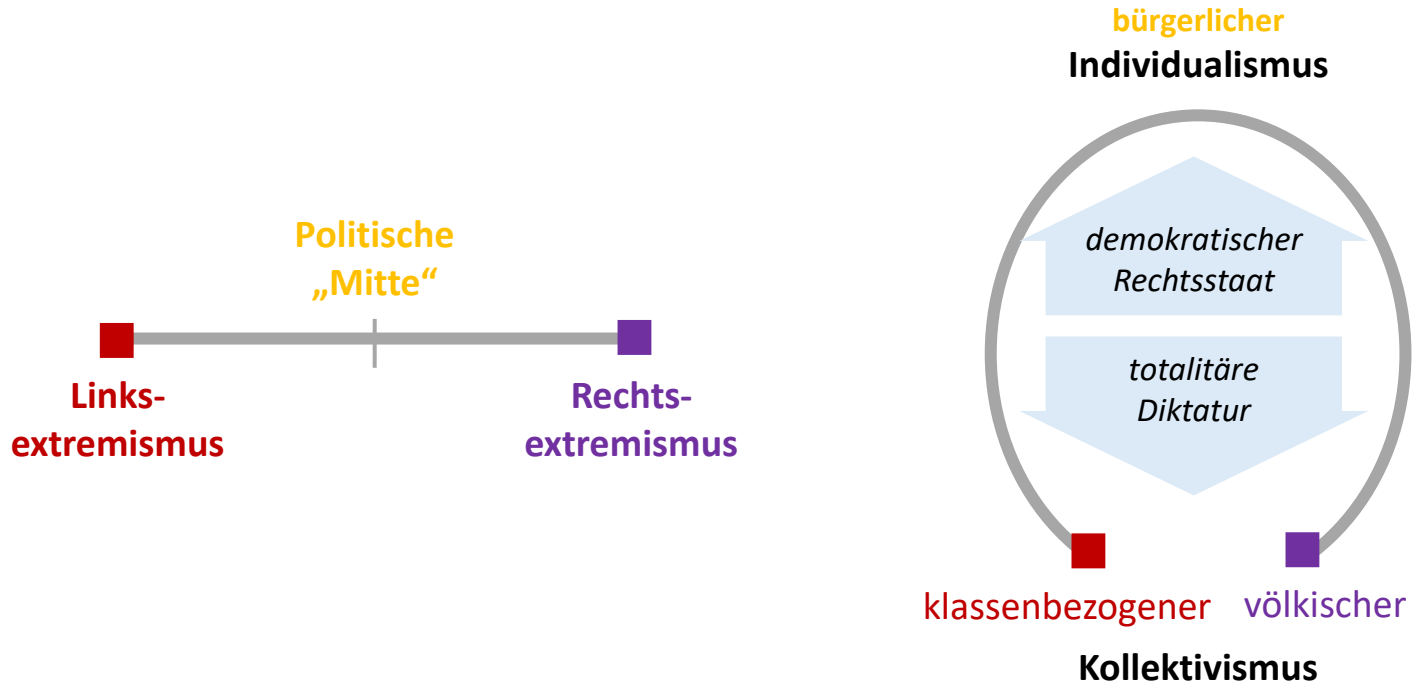 Politische
„Mitte“
Links-
extremismus
Rechts-
extremismus
bürgerlicher
Individualismus
demokratischer
Rechtsstaat
totalitäre
Diktatur
klassenbezogener
völkischer
Kollektivismus